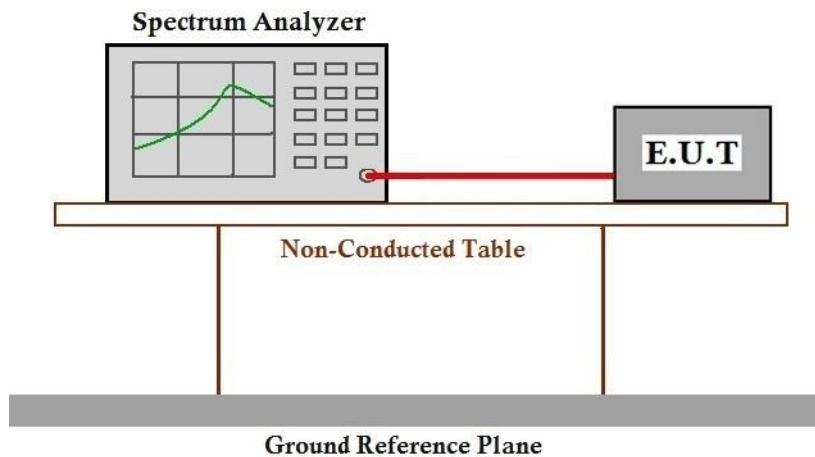 Spectrum Analyzer
E.U.T
Non-Conducted Table
Ground Reference Plane